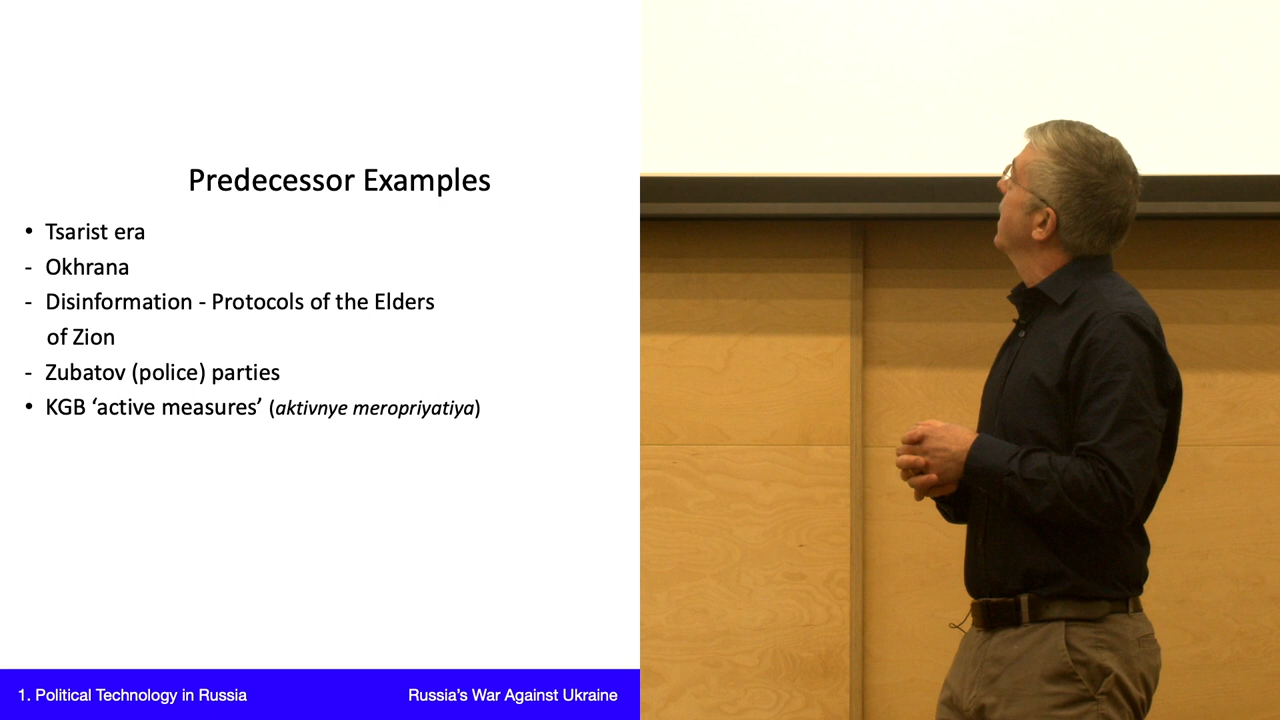 Predecessor Examples
• Tsarist era
- Okhrana
- Disinformation - Protocols of the Elders
of Zion
- Zubatov (police) parties
• KGB ‘active measures’ (aktivnye meropriyatiya)
1. Political Technology in Russia
Russia’s War Against Ukraine